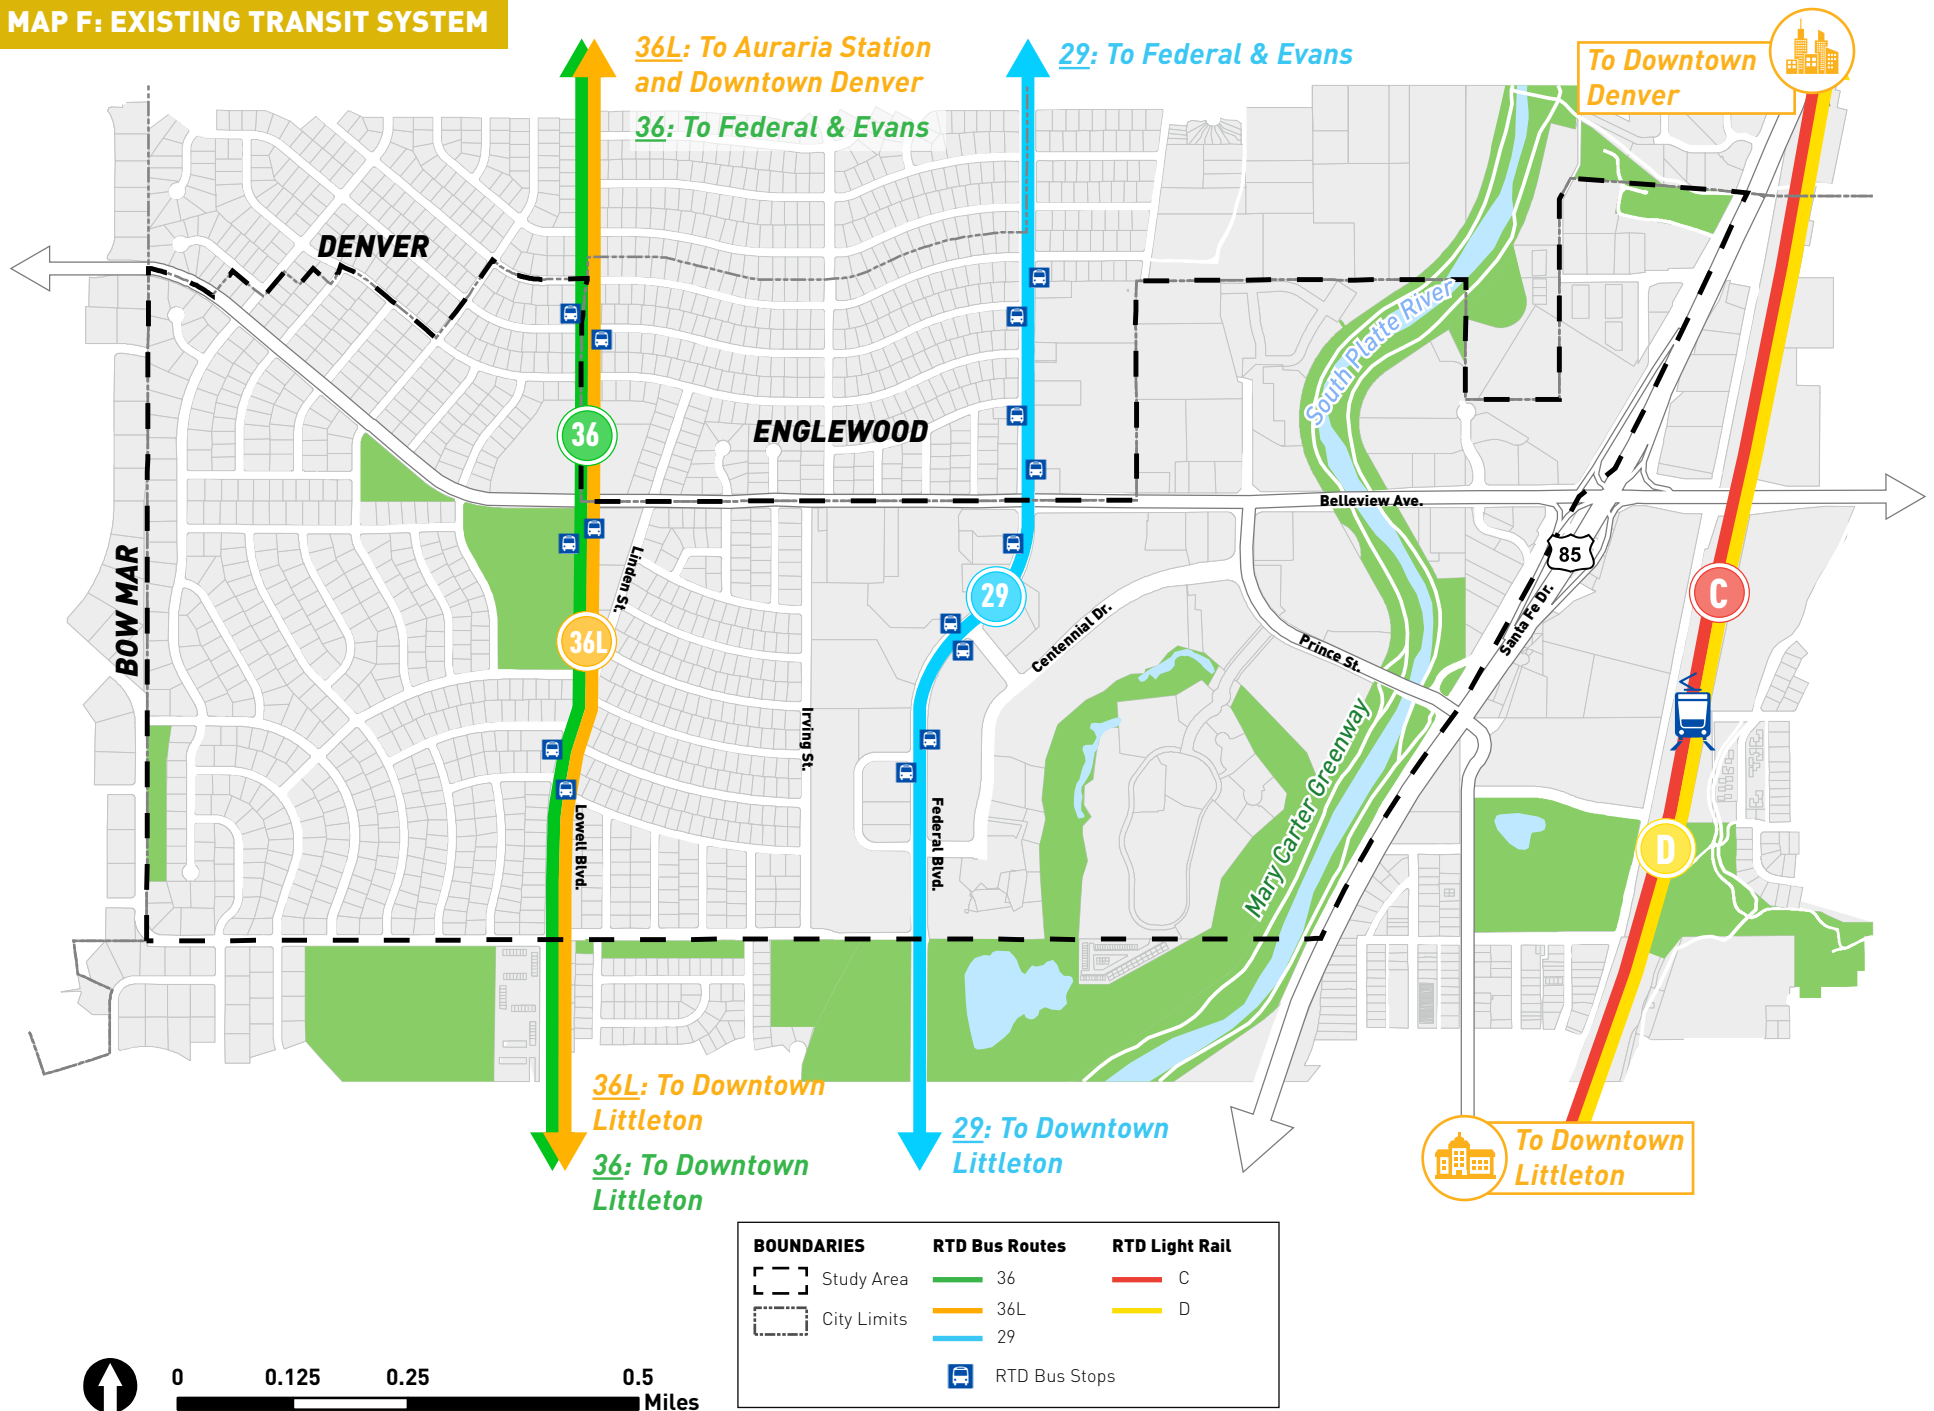 MAP F: EXISTING TRANSIT SYSTEM
36L: To Auraria Station
and Downtown Denver
36: To Federal & Evans
29: To Federal & Evans
To Downtown
Denver
DENVER
South Platte River
36
ENGLEWOOD
Belleview Ave.
85
BOW MAR
Linden St.
29
C
Santa Fe Dr.
36L
Centennial Dr.
Prince St.
Irving St.
Mary Carter Greenway
Lowell Blvd.
Federal Blvd.
D
36L: To Downtown
Littleton
36: To Downtown
Littleton
29: To Downtown
Littleton
To Downtown
Littleton
BOUNDARIES
Study Area
City Limits
RTD Bus Routes
36
36L
29
RTD Bus Stops
RTD Light Rail
C
D
0 0.125 0.25 0.5
Miles